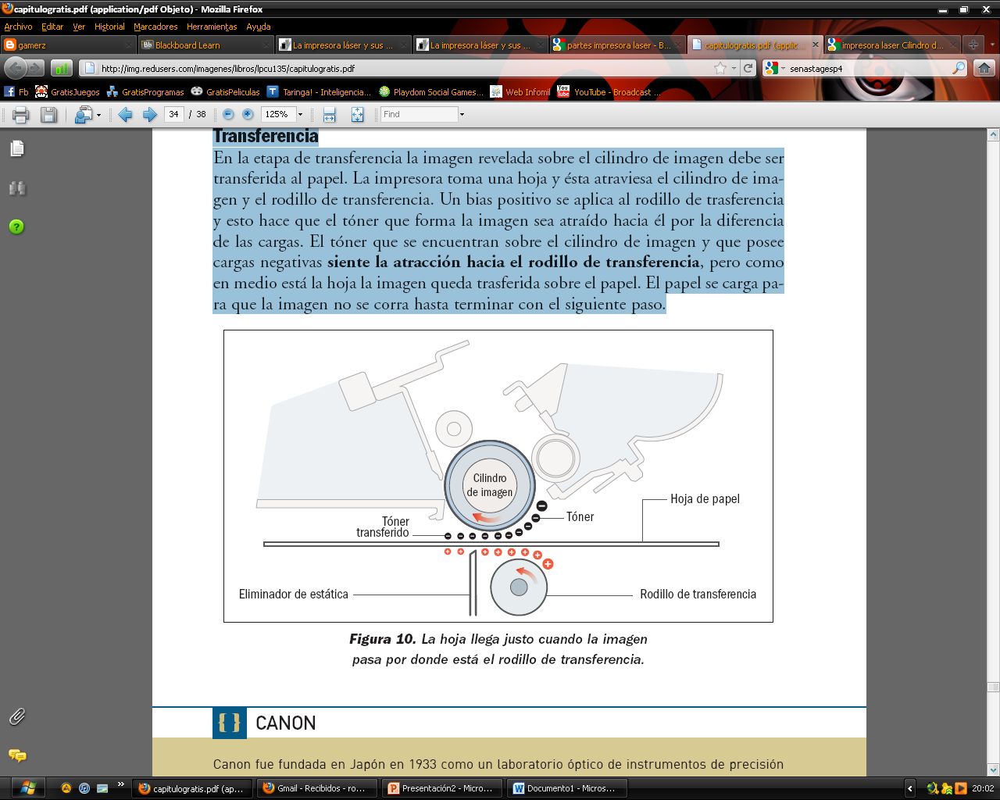 capitulogratis.pdf (application/pdf Objeto) - Mozilla Firefox
Archivo Editar Ver Historial Marcadores Herramientas Ayuda
gamerz
Bb Blackboard Learn
La impresora láser y sus ...
La impresora láser y sus ...
partes impresora laser - B...
capitulogratis.pdf (applic...
impresora laser Cilindro d...
http://img.redusers.com/imagenes/libros/lpcu135/capitulogratis.pdf
senastagesp4
Fb GratisJuegos GratisProgramas GratisPeliculas Taringa! - Inteligencia... Playdom Social Games... Web Infomil YouTube - Broadcast ...
34 / 38 125% Find
Transferencia
En la etapa de transferencia la imagen revelada sobre el cilindro de imagen debe ser
transferida al papel. La impresora toma una hoja y ésta atraviesa el cilindro de ima-
gen y el rodillo de transferencia. Un bias positivo se aplica al rodillo de trasferencia
y esto hace que el tóner que forma la imagen sea atraído hacia él por la diferencia
de las cargas. El tóner que se encuentran sobre el cilindro de imagen y que posee
cargas negativas siente la atracción hacia el rodillo de transferencia, pero como
en medio está la hoja la imagen queda trasferida sobre el papel. El papel se carga pa-
ra que la imagen no se corra hasta terminar con el siguiente paso.
Cilindro
de imagen
Hoja de papel
Tóner
Tóner
transferido
Eliminador de estática
Rodillo de transferencia
Figura 10. La hoja llega justo cuando la imagen
pasa por donde está el rodillo de transferencia.
{ } CANON
Canon fue fundada en Japón en 1933 como un laboratorio óptico de instrumentos de precisión
capitulogratis.pdf (ap...
Gmail - Recibidos - ro...
Presentación2 - Micro...
Documento1 - Micros...
20:02